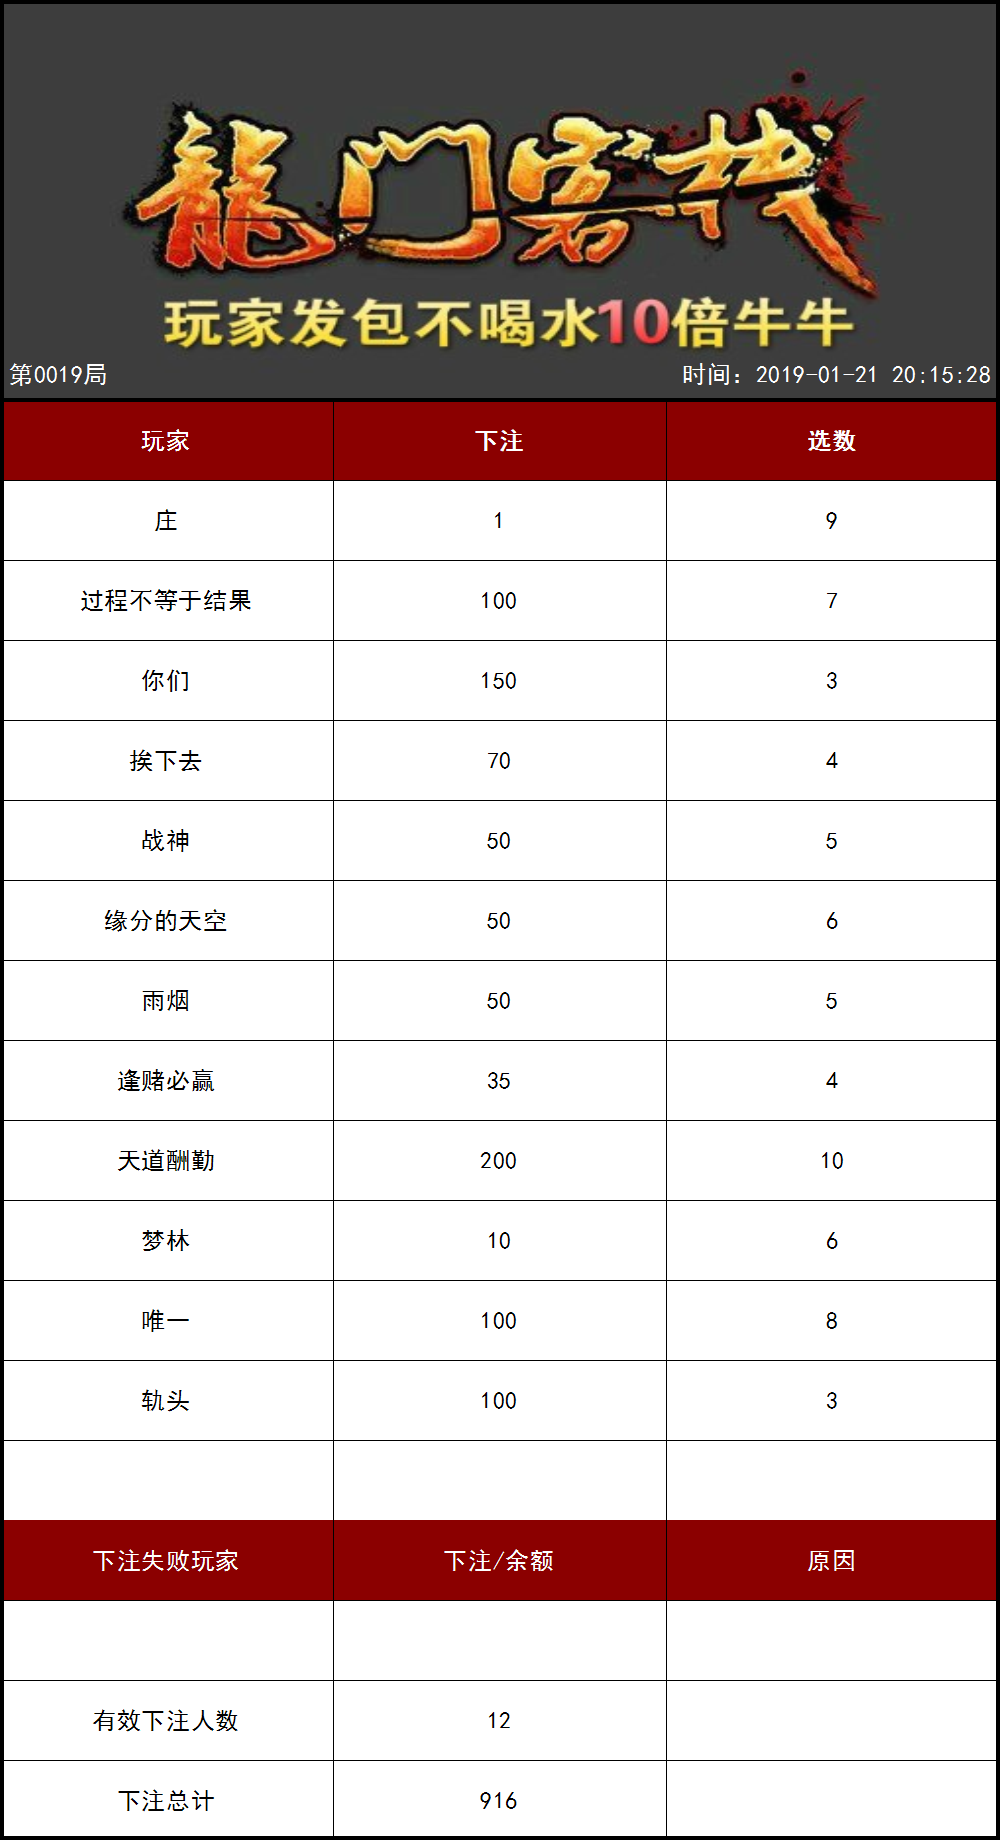 龍门客栈
玩家发包不喝水10倍牛牛
第0019局 时间：2019-01-21 20:15:28
玩家 下注 选数
庄 1 9
过程不等于结果 100 7
你们 150 3
挨下去 70 4
战神 50 5
缘分的天空 50 6
雨烟 50 5
逢赌必赢 35 4
天道酬勤 200 10
梦林 10 6
唯一 100 8
轨头 100 3
下注失败玩家 下注/余额 原因
有效下注人数 12
下注总计 916